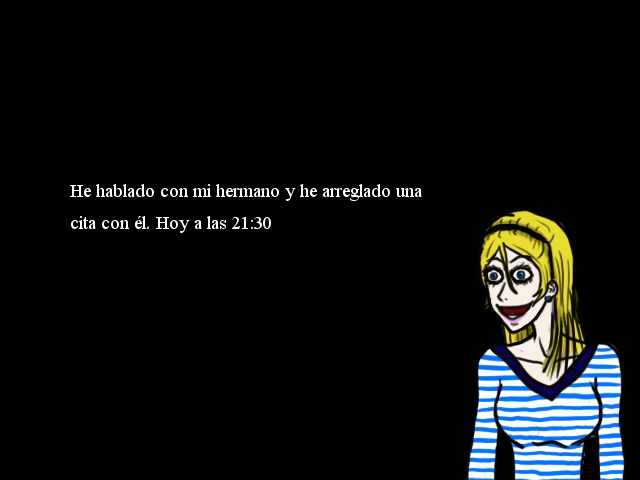 He hablado con mi hermano y he arreglado una
cita con él. Hoy a las 21:30